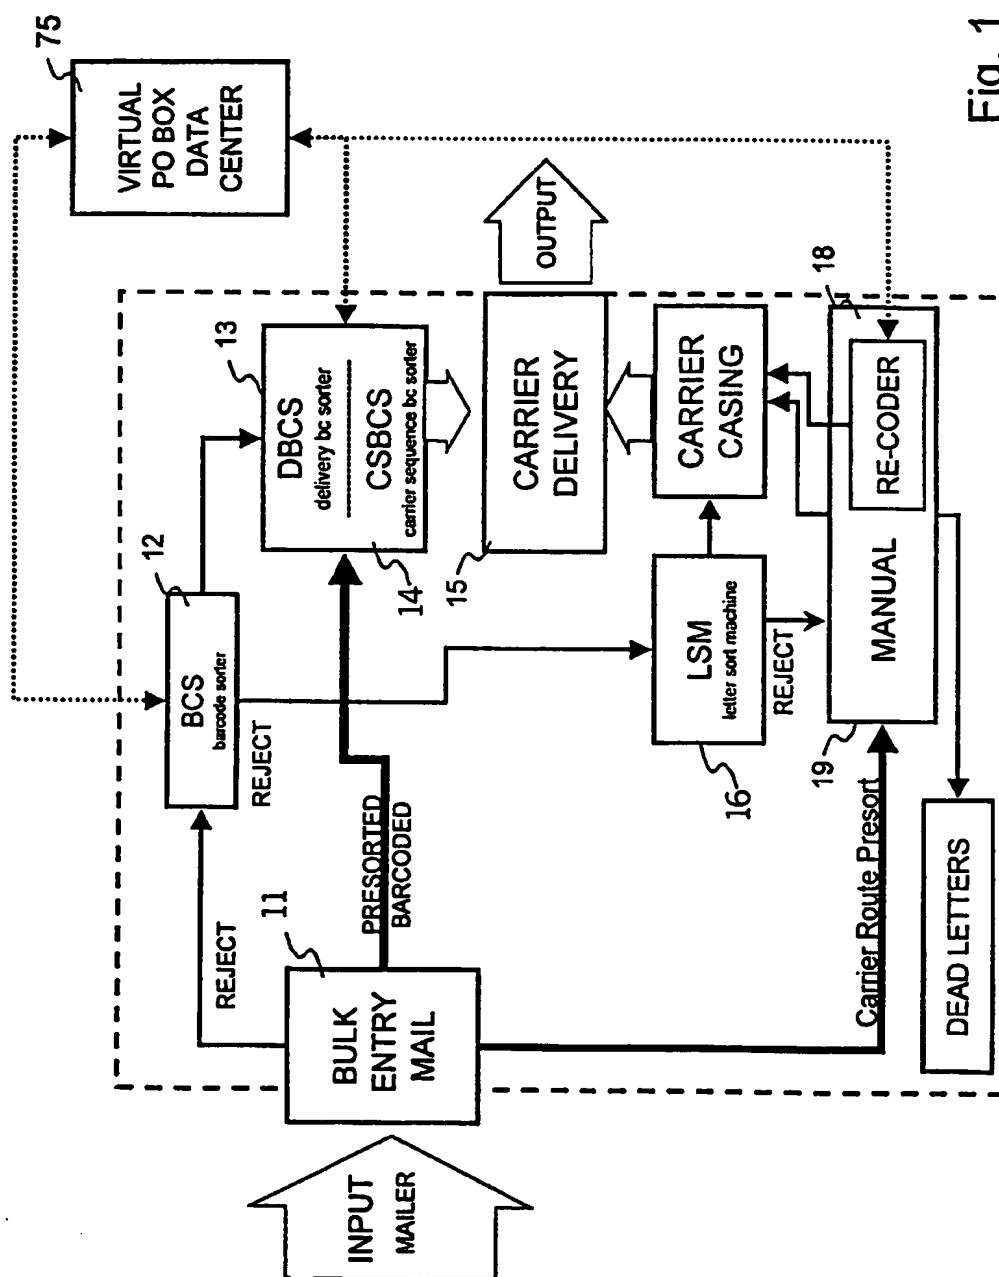 75
VIRTUAL
PO BOX
DATA
CENTER
12
BCS
barcode sorter
REJECT
REJECT
13
DBCS
delivery bc sorter
CSBCS
carrier sequence bc sorter
14
PRESORTED
BARCODED
INPUT
MAILER
11
BULK
ENTRY
MAIL
15
CARRIER
DELIVERY
OUTPUT
16
LSM
letter sort machine
REJECT
CARRIER
CASING
18
RE-CODER
MANUAL
19
Carrier Route Presort
DEAD LETTERS
Fig. 1